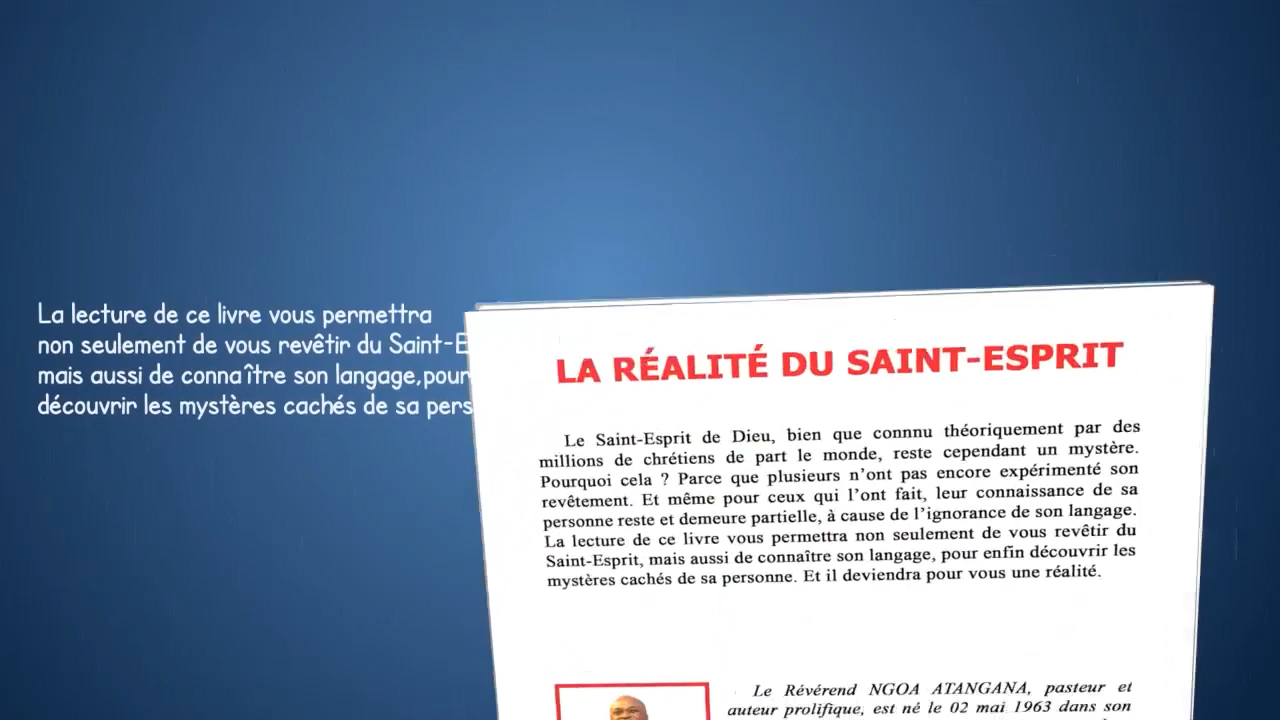 La lecture de ce livre vous permettra
non seulement de vous revêtir du Saint-E
mais aussi de connaître son langage,pour
découvrir les mystères cachés de sa pers
LA RÉALITÉ DU SAINT-ESPRIT
Le Saint-Esprit de Dieu, bien que connnu théoriquement par des
millions de chrétiens de part le monde, reste cependant un mystère.
Pourquoi cela ? Parce que plusieurs n'ont pas encore expérimenté son
revêtement. Et même pour ceux qui l'ont fait, leur connaissance de sa
personne reste et demeure partielle, à cause de l'ignorance de son langage.
La lecture de ce livre vous permettra non seulement de vous revêtir du
Saint-Esprit, mais aussi de connaître son langage, pour enfin découvrir les
mystères cachés de sa personne. Et il deviendra pour vous une réalité.
Le Révérend NGOA ATANGANA, pasteur et
auteur prolifique, est né le 02 mai 1963 dans son